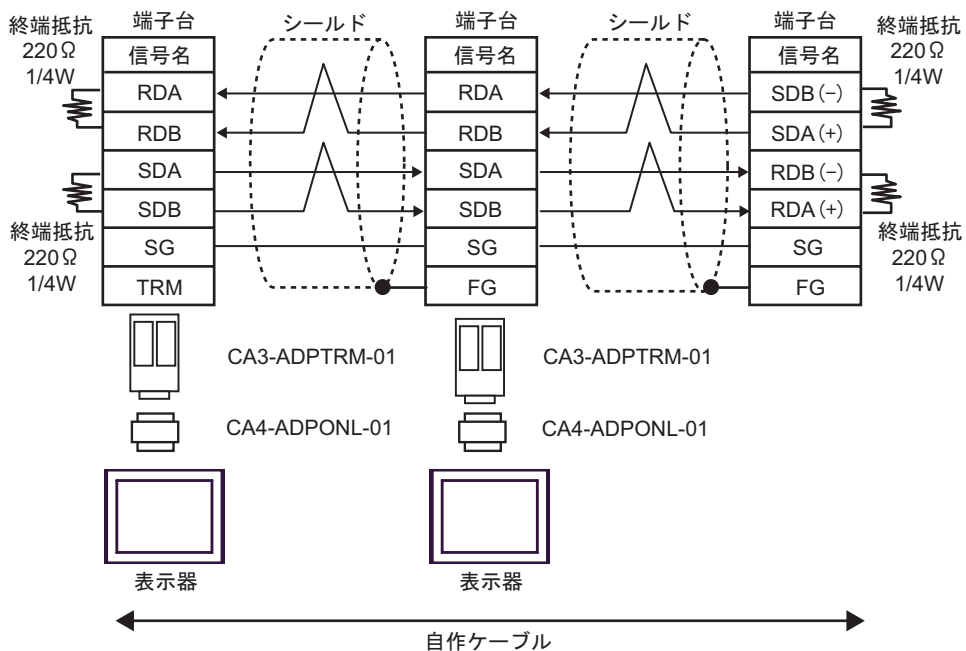 終端抵抗
220Ω
1/4W
端子台
信号名
RDA
RDB
SDA
SDB
SG
TRM
終端抵抗
220Ω
1/4W
シールド
端子台
信号名
RDA
RDB
SDA
SDB
SG
FG
シールド
端子台
信号名
SDB(−)
SDA(+)
RDB(−)
RDA(+)
SG
FG
終端抵抗
220Ω
1/4W
終端抵抗
220Ω
1/4W
CA3-ADPTRM-01
CA3-ADPTRM-01
CA4-ADPONL-01
CA4-ADPONL-01
表示器
表示器
自作ケーブル